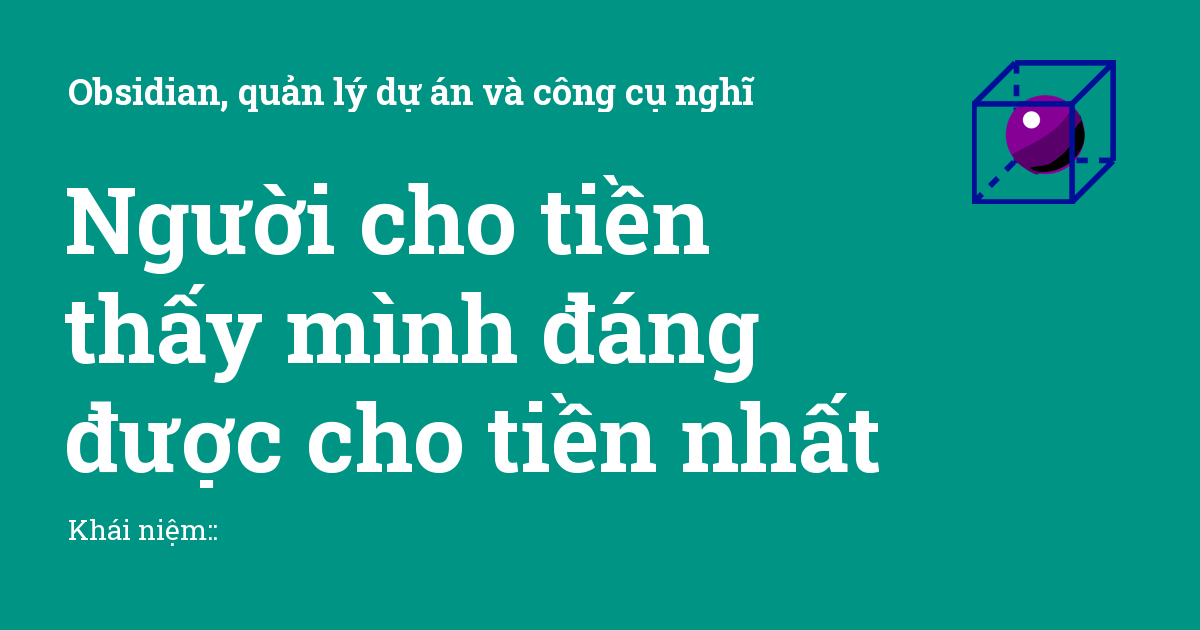 Obsidian, quản lý dự án và công cụ nghĩ
Người cho tiền
thấy mình đáng
được cho tiền nhất
Khái niệm::